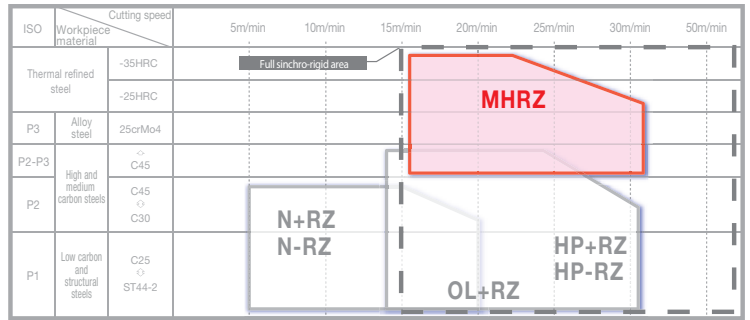 Cutting speed
ISO Workpiece material
5m/min 10m/min 15m/min 20m/min 25m/min 30m/min 50m/min
Full sinchro-rigid area
Thermal refined steel
-35HRC
-25HRC
MHRZ
P3 Alloy steel 25crMo4
P2-P3
C45
High and medium carbon steels
P2
C45
C30
N+RZ
N-RZ
P1
Low carbon and structural steels
C25
ST44-2
HP+RZ
HP-RZ
OL+RZ